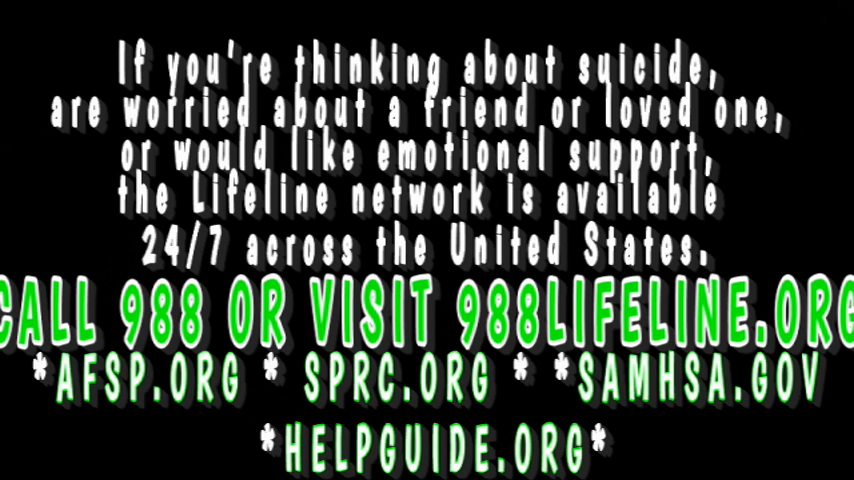 If you're thinking about suicide,
are worried about a friend or loved one,
or would like emotional support,
the Lifeline network is available
24/7 across the United States.
CALL 988 OR VISIT 988LIFELINE.ORG
*AFSP.ORG * SPRC.ORG * *SAMHSA.GOV
*HELPGUIDE.ORG*